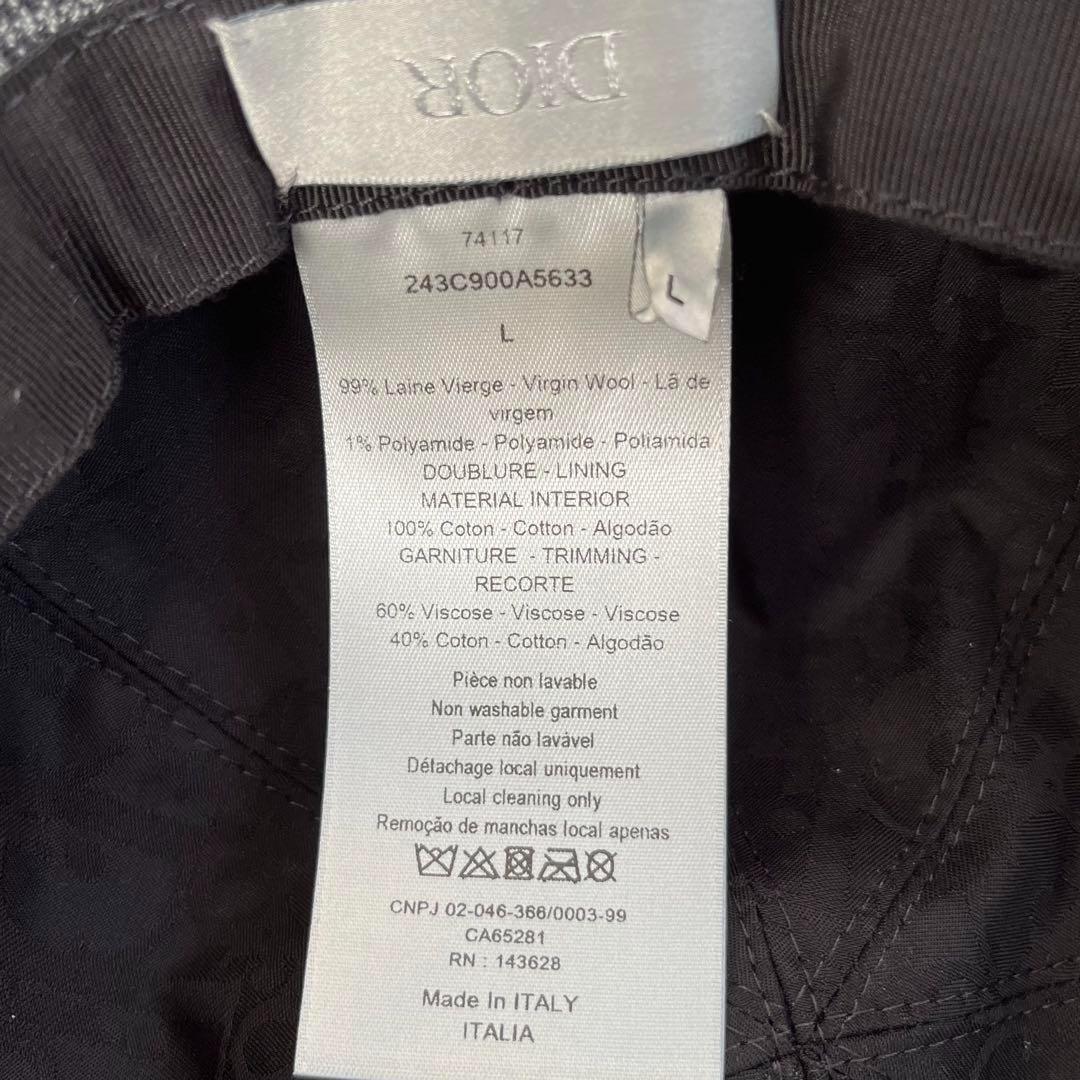 DIOR
74117
243C900A5633
L
L
99% Laine Vierge - Virgin Wool - Lã de
virgem
1% Polyamide - Polyamide - Poliamida
DOUBLURE - LINING
MATERIAL INTERIOR
100% Coton - Cotton - Algodão
GARNITURE - TRIMMING -
RECORTE
60% Viscose - Viscose - Viscose
40% Coton - Cotton - Algodão
Pièce non lavable
Non washable garment
Parte não lavável
Détachage local uniquement
Local cleaning only
Remoção de manchas local apenas
CNPJ 02-046-366/0003-99
CA65281
RN : 143628
Made In ITALY
ITALIA